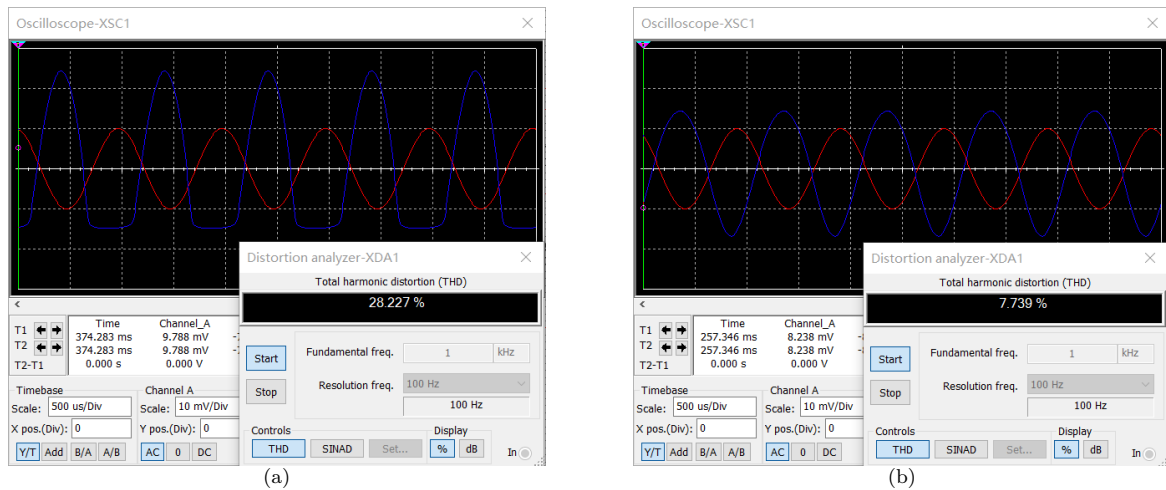 Oscilloscope-XSC1
Distortion analyzer-XDA1
Total harmonic distortion (THD)
28.227 %
Time Channel_A
T1 374.283 ms 9.788 mV
T2 374.283 ms 9.788 mV
T2-T1 0.000 s 0.000 V
Start
Stop
Fundamental freq. 1 kHz
Resolution freq. 100 Hz
100 Hz
Timebase
Scale: 500 us/Div
X pos.(Div): 0
Y/T Add B/A A/B
Channel A
Scale: 10 mV/Div
Y pos.(Div): 0
AC 0 DC
Controls
THD SINAD Set...
Display
% dB
In
(a)
Oscilloscope-XSC1
Distortion analyzer-XDA1
Total harmonic distortion (THD)
7.739 %
Time Channel_A
T1 257.346 ms 8.238 mV
T2 257.346 ms 8.238 mV
T2-T1 0.000 s 0.000 V
Start
Stop
Fundamental freq. 1 kHz
Resolution freq. 100 Hz
100 Hz
Timebase
Scale: 500 us/Div
X pos.(Div): 0
Y/T Add B/A A/B
Channel A
Scale: 10 mV/Div
Y pos.(Div): 0
AC 0 DC
Controls
THD SINAD Set...
Display
% dB
In
(b)